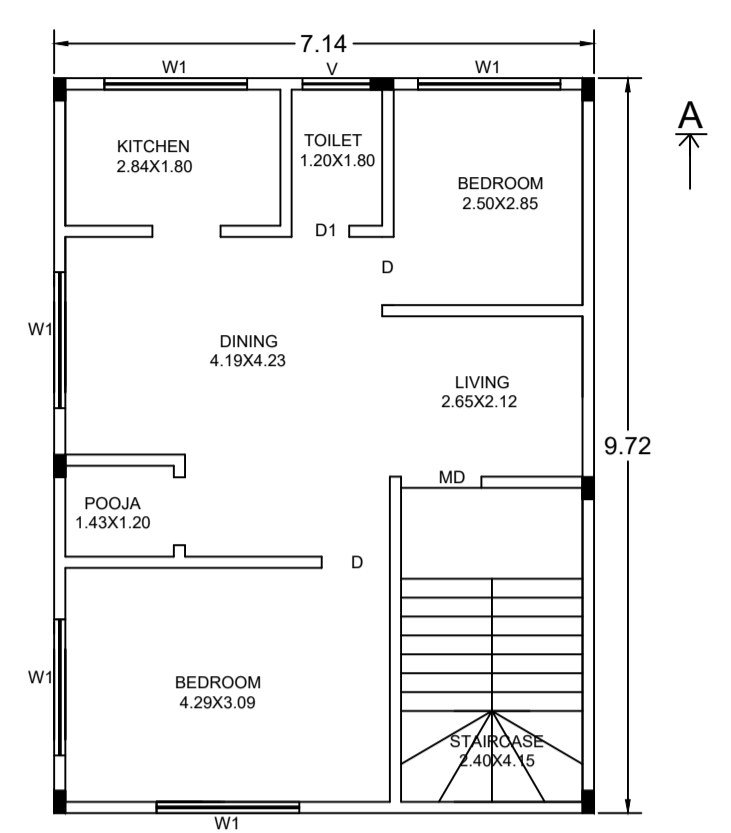 7.14
W1
V
W1
A
KITCHEN
2.84X1.80
TOILET
1.20X1.80
BEDROOM
2.50X2.85
D1
D
W1
DINING
4.19X4.23
LIVING
2.65X2.12
9.72
MD
POOJA
1.43X1.20
D
W1
BEDROOM
4.29X3.09
STAIRCASE
2.40X4.15
W1